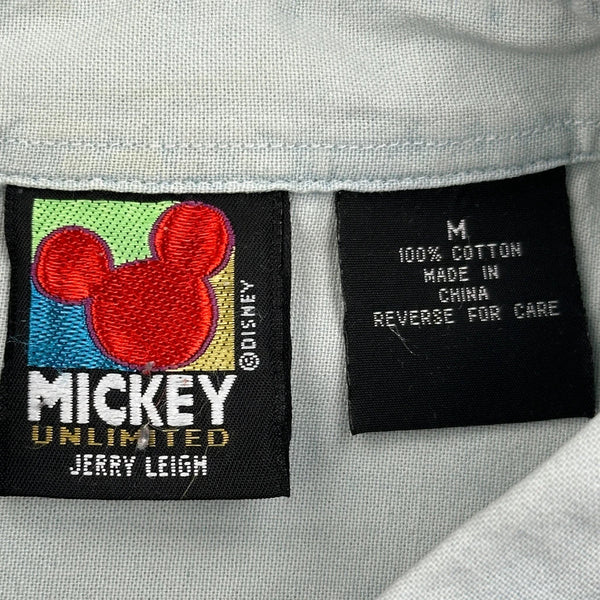 ©DISNEY
MICKEY
UNLIMITED
JERRY LEIGH
M
100% COTTON
MADE IN
CHINA
REVERSE FOR CARE